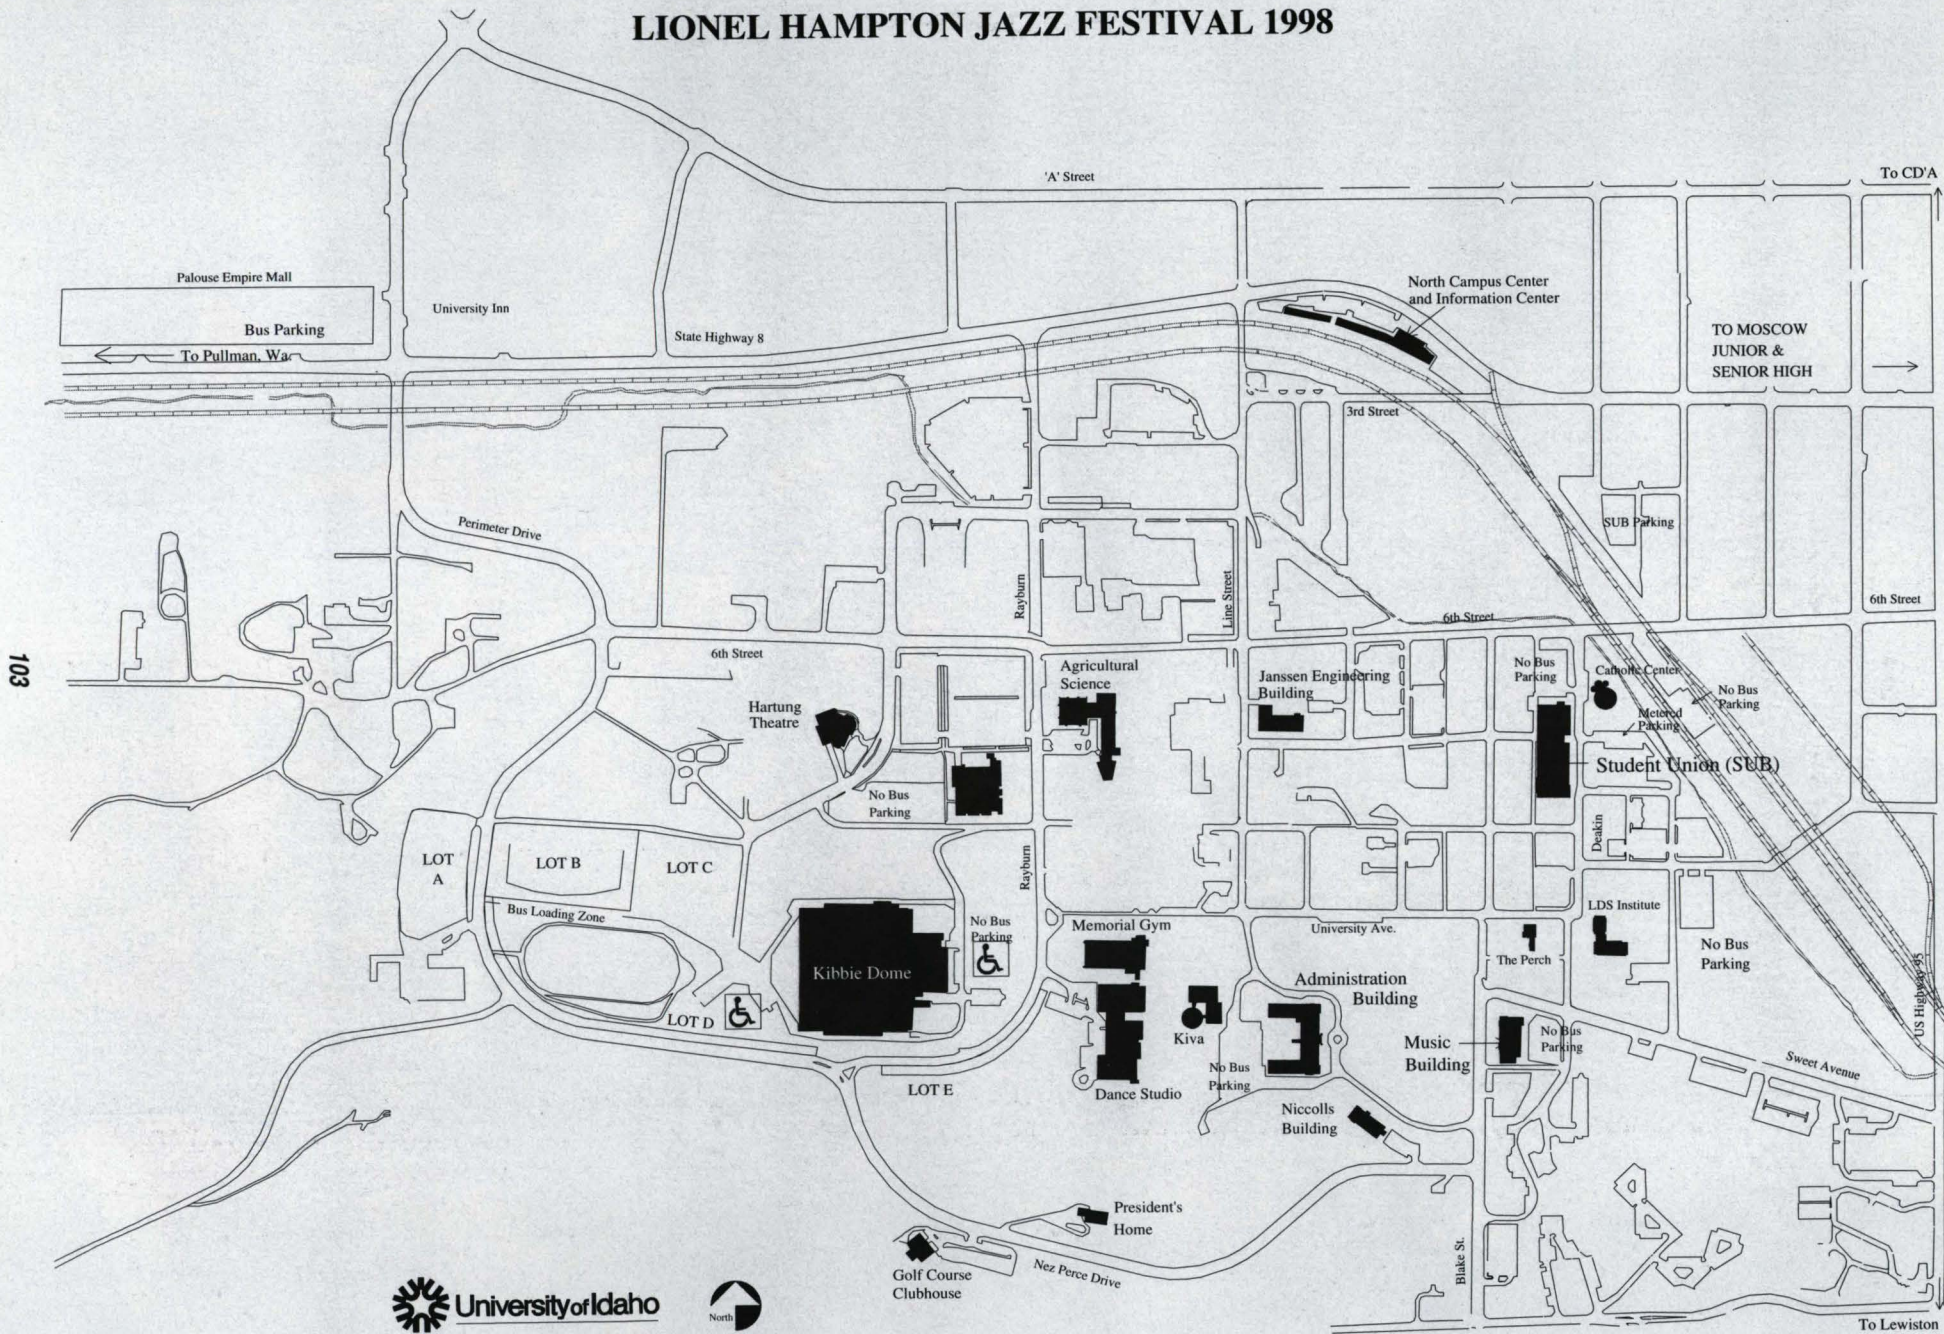 LIONEL HAMPTON JAZZ FESTIVAL 1998
'A' Street
To CD'A
Palouse Empire Mall
Bus Parking
University Inn
State Highway 8
To Pullman, Wa.
North Campus Center
and Information Center
TO MOSCOW
JUNIOR &
SENIOR HIGH
3rd Street
Perimeter Drive
SUB Parking
Rayburn
Line Street
6th Street
6th Street
6th Street
103
Agricultural
Science
Janssen Engineering
Building
No Bus
Parking
Catholic Center
No Bus
Parking
Metered
Parking
Hartung
Theatre
Student Union (SUB)
No Bus
Parking
Deakin
LOT
A
LOT B
LOT C
Rayburn
Bus Loading Zone
No Bus
Parking
Memorial Gym
University Ave.
LDS Institute
The Perch
No Bus
Parking
US Highway 95
Kibbie Dome
Administration
Building
LOT D
Kiva
Music
Building
No Bus
Parking
No Bus
Parking
Sweet Avenue
LOT E
Dance Studio
Niccolls
Building
President's
Home
Golf Course
Clubhouse
Nez Perce Drive
Blake St.
University of Idaho
North
To Lewiston